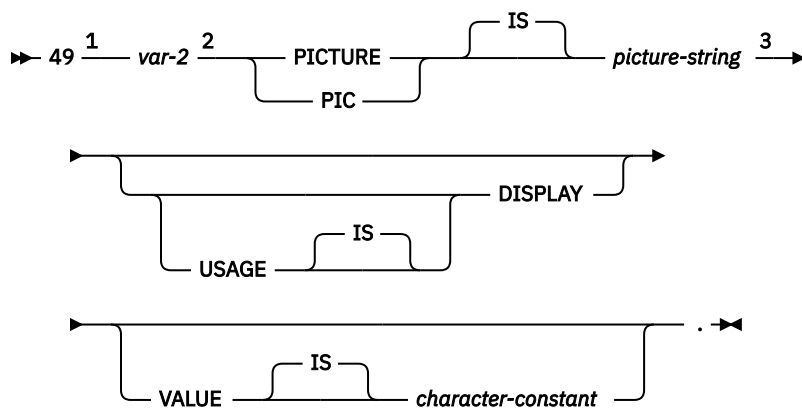 IS
49 1 var-2 2 PICTURE picture-string 3
PIC
DISPLAY
IS
USAGE
.
IS
VALUE character-constant